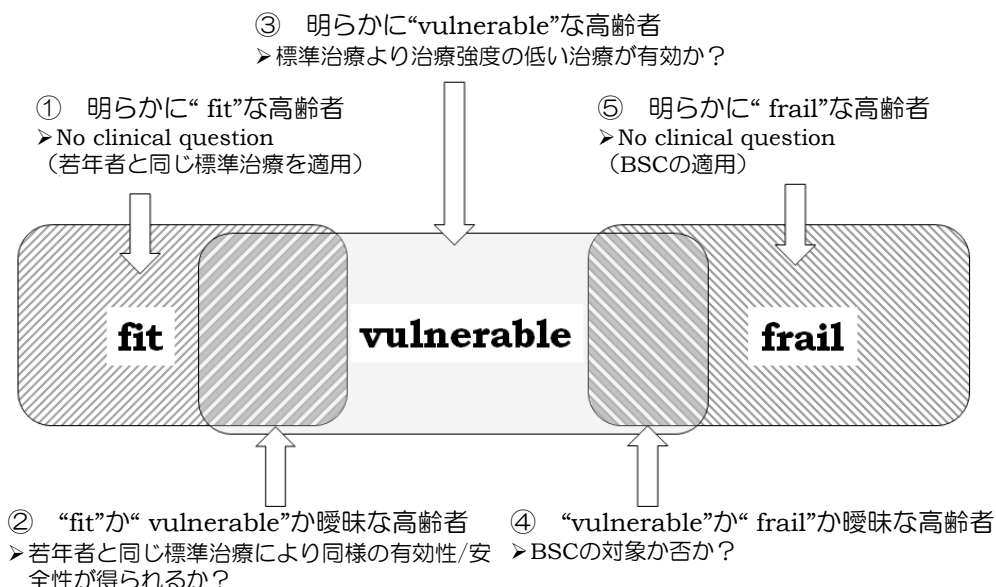 ③ 明らかに“vulnerable”な高齢者
➢標準治療より治療強度の低い治療が有効か？
① 明らかに“ fit”な高齢者
➢No clinical question
（若年者と同じ標準治療を適用）
⑤ 明らかに“ frail”な高齢者
➢No clinical question
（BSCの適用）
fit
vulnerable
frail
② “fit”か“ vulnerable”か曖昧な高齢者
➢若年者と同じ標準治療により同様の有効性/安
全性が得られるか？
④ “vulnerable”か“ frail”か曖昧な高齢者
➢BSCの対象か否か？